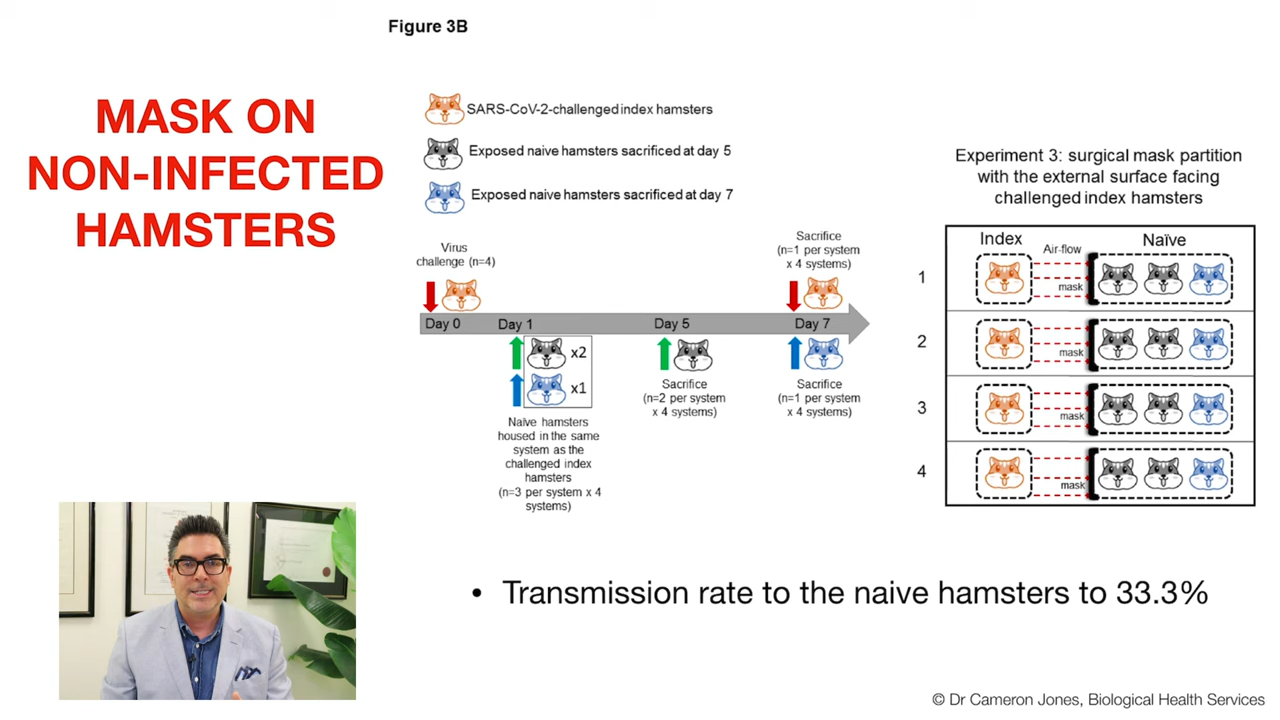 Figure 3B
MASK ON
NON-INFECTED
HAMSTERS
SARS-CoV-2-challenged index hamsters
Exposed naive hamsters sacrificed at day 5
Exposed naive hamsters sacrificed at day 7
Virus
challenge (n=4)
Sacrifice
(n=1 per system
x 4 systems)
Day 0
Day 1
Day 5
Day 7
x2
x1
Naive hamsters
housed in the same
system as the
challenged index
hamsters
(n=3 per system x 4
systems)
Sacrifice
(n=2 per system
x 4 systems)
Sacrifice
(n=1 per system
x 4 systems)
Experiment 3: surgical mask partition
with the external surface facing
challenged index hamsters
Index
Air-flow
Naïve
1
mask
2
mask
3
mask
4
mask
• Transmission rate to the naive hamsters to 33.3%
© Dr Cameron Jones, Biological Health Services